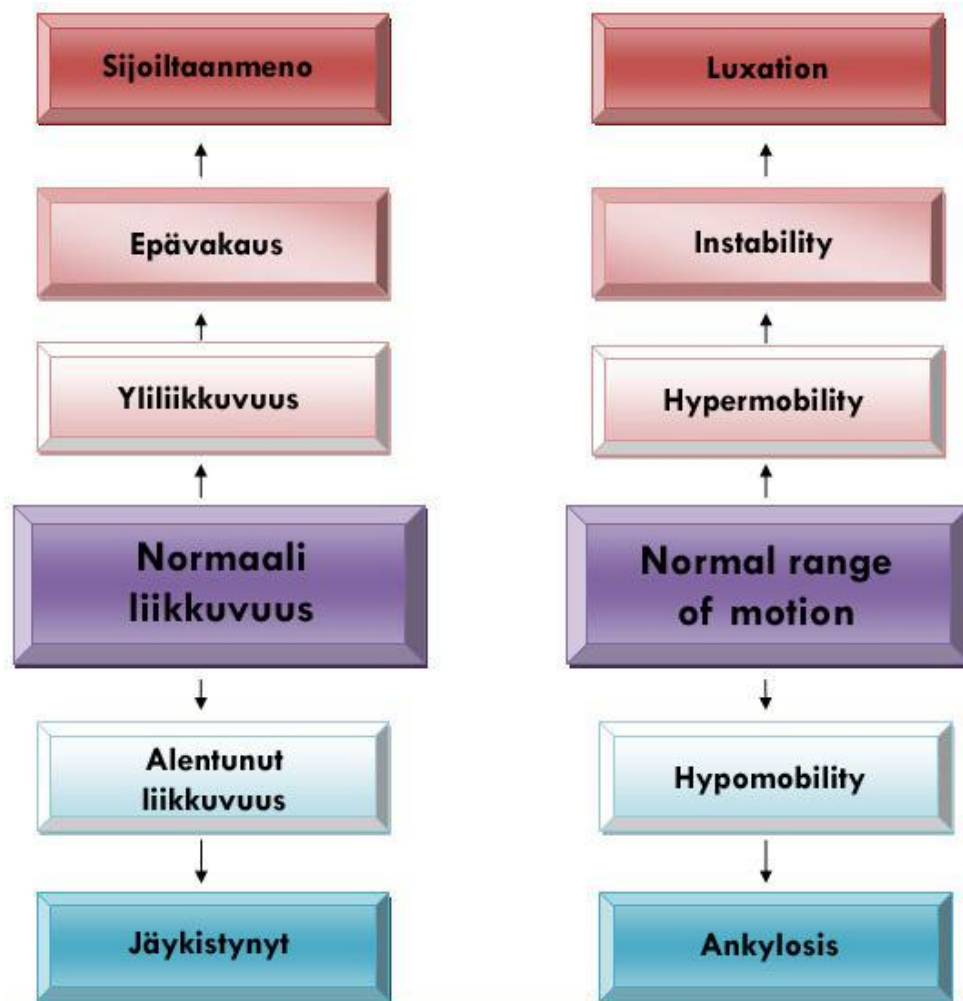 Sijoiltaanmeno
Epävakaus
Yliliikkuvuus
Normaali
liikkuvuus
Alentunut
liikkuvuus
Jäykistynyt
Luxation
Instability
Hypermobility
Normal range
of motion
Hypomobility
Ankylosis